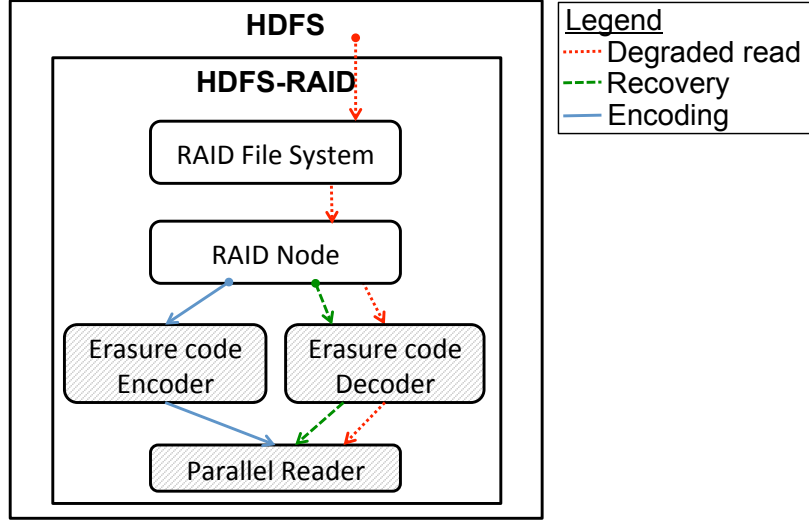 HDFS
HDFS-RAID
RAID File System
RAID Node
Erasure code
Encoder
Erasure code
Decoder
Parallel Reader
Legend
Degraded read
Recovery
Encoding